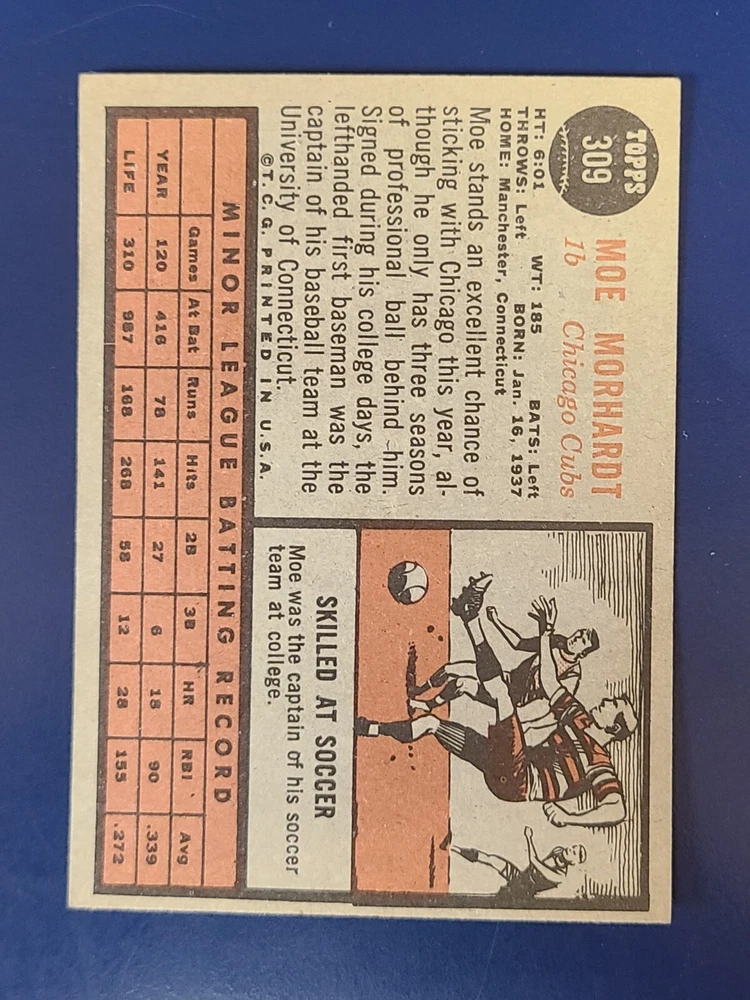 TOPPS
309
MOE MORHARDT
1b Chicago Cubs
HT: 6:01 WT: 185 BATS: Left
THROWS: Left BORN: Jan. 16, 1937
HOME: Manchester, Connecticut
Moe stands an excellent chance of
sticking with Chicago this year, al-
though he only has three seasons
of professional ball behind him.
Signed during his college days, the
lefthanded first baseman was the
captain of his baseball team at the
University of Connecticut.
©T.C.G. PRINTED IN U.S.A.
SKILLED AT SOCCER
Moe was the captain of his soccer
team at college.
MINOR LEAGUE BATTING RECORD
Games At Bat Runs Hits 2B 3B HR RBI Avg
YEAR 120 416 78 141 27 6 18 90 .339
LIFE 310 987 168 268 58 12 28 155 .272